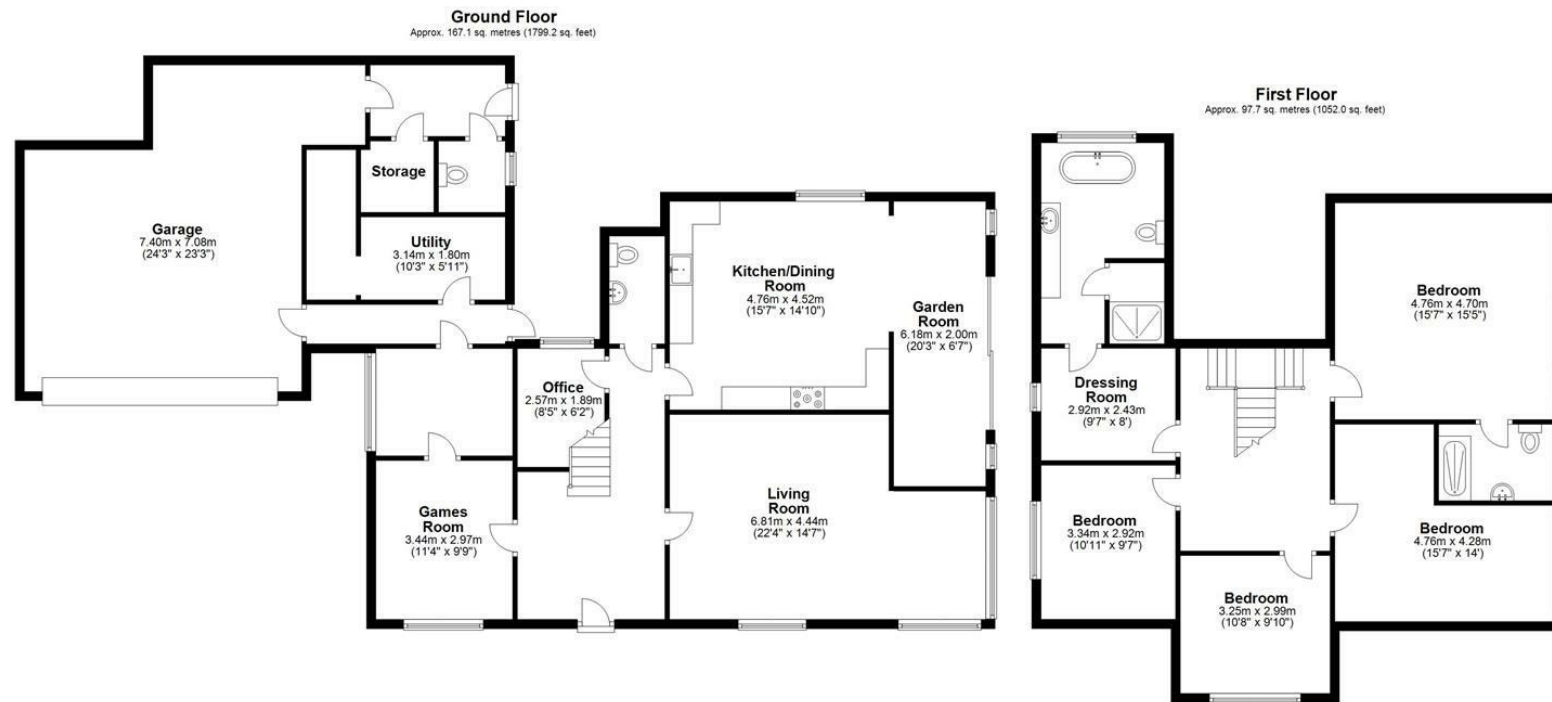 Ground Floor
Approx. 167.1 sq. metres (1799.2 sq. feet)
Storage
Garage
7.40m x 7.08m
(24'3" x 23'3")
Utility
3.14m x 1.80m
(10'3" x 5'11")
Kitchen/Dining
Room
4.76m x 4.52m
(15'7" x 14'10")
Garden
Room
6.18m x 2.00m
(20'3" x 6'7")
Office
2.57m x 1.89m
(8'5" x 6'2")
Games
Room
3.44m x 2.97m
(11'4" x 9'9")
Living
Room
6.81m x 4.44m
(22'4" x 14'7")
First Floor
Approx. 97.7 sq. metres (1052.0 sq. feet)
Bedroom
4.76m x 4.70m
(15'7" x 15'5")
Dressing
Room
2.92m x 2.43m
(9'7" x 8')
Bedroom
3.34m x 2.92m
(10'11" x 9'7")
Bedroom
4.76m x 4.28m
(15'7" x 14')
Bedroom
3.25m x 2.99m
(10'8" x 9'10")